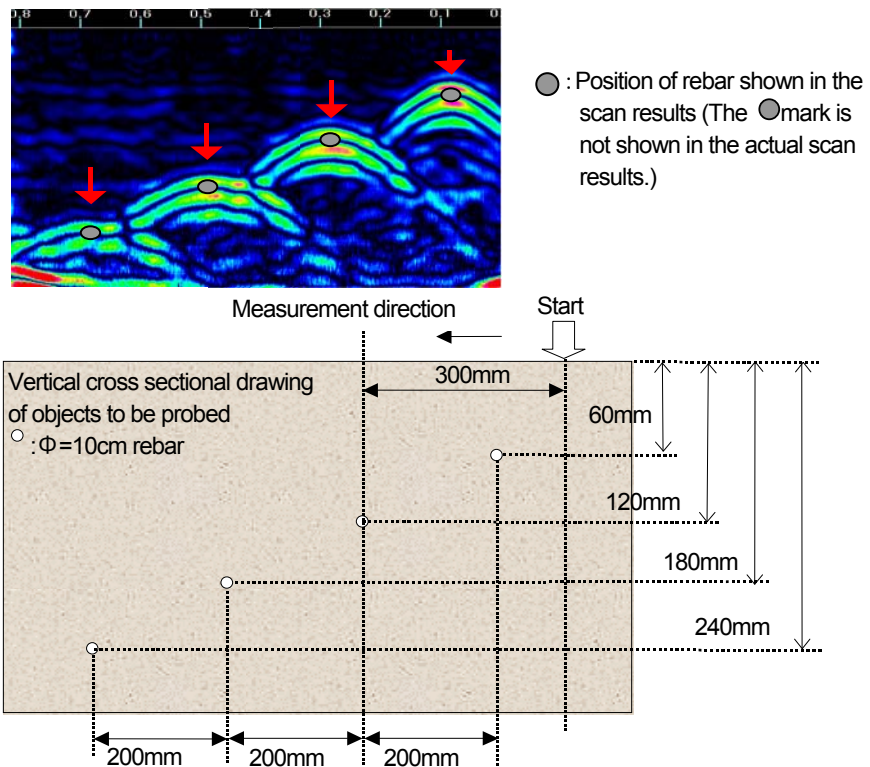 0.8 0.7 0.6 0.5 0.4 0.3 0.2 0.1 0.
: Position of rebar shown in the
scan results (The mark is
not shown in the actual scan
results.)
Measurement direction
Start
300mm
Vertical cross sectional drawing
of objects to be probed
:Φ=10cm rebar
60mm
120mm
180mm
240mm
200mm 200mm 200mm